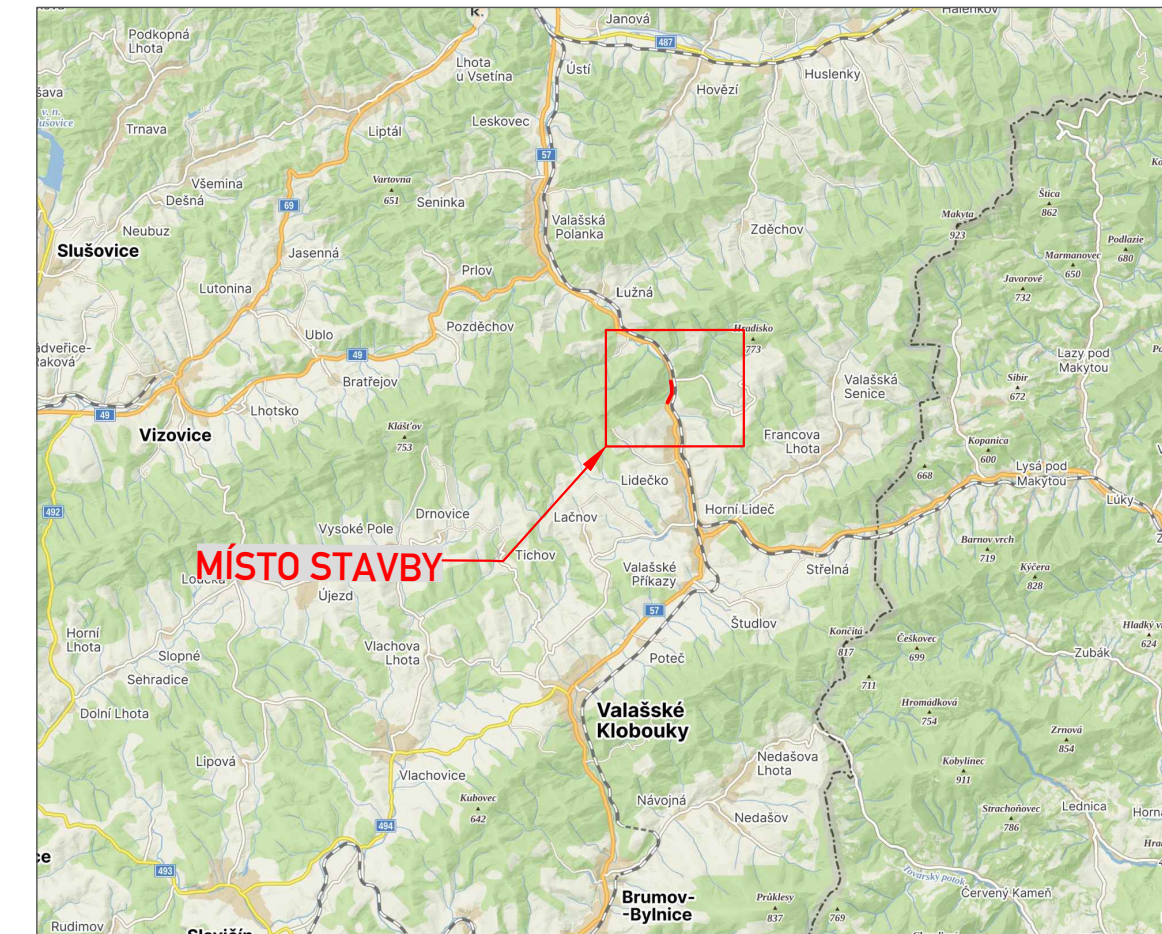 Podkopná
Lhota
Janová
Halenkov
487
Lhota
u Vsetína
Ústí
Huslenky
Hovězí
Trnava
Liptál
Leskovec
57
Vartovna
651
Všemina
Dešná
Seninka
69
Štica
862
Makyta
923
Neubuz
Valašská
Polanka
Zděchov
Slušovice
Jasenná
Podlazie
680
Marmanovec
650
Prlov
Javorové
732
Lutonina
Lužná
Ublo
Pozděchov
Hradisko
773
49
Lazy pod
Makytou
Bratřejov
Valašská
Senice
Sibír
672
49
Lhotsko
Vizovice
Klášťov
753
Francova
Lhota
Kopanica
600
Lysá pod
Makytou
668
Lidečko
Lúky
492
Drnovice
Lačnov
Horní Lideč
Vysoké Pole
Barnov vrch
719
MÍSTO STAVBY
Tichov
Valašské
Příkazy
Střelná
Kýčera
828
Újezd
57
Študlov
Horní
Lhota
Slopné
Vlachova
Lhota
Končitá
817
Češkovec
699
624
Poteč
Zubák
Sehradice
711
Dolní Lhota
Valašské
Klobouky
Hromádková
754
Zrnová
854
Lipová
Nedašova
Lhota
Kobylinec
911
Vlachovice
Kubovec
642
Návojná
Nedašov
Strachoňovec
786
Lednica
494
493
Brumov-
-Bylnice
Průklesy
837
769
Tovarský potok
Červený Kameň
Rudimov
Slavičín